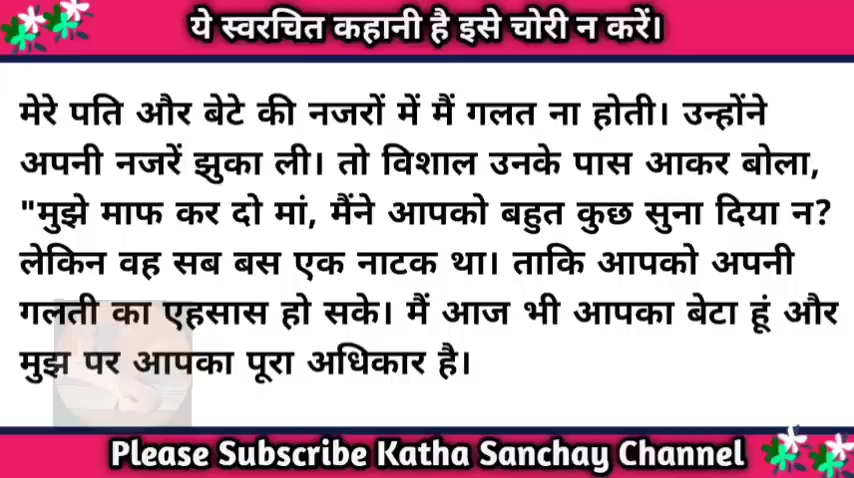 ये स्वरचित कहानी है इसे चोरी न करें।
मेरे पति और बेटे की नजरों में मैं गलत ना होती। उन्होंने
अपनी नजरें झुका ली। तो विशाल उनके पास आकर बोला,
"मुझे माफ कर दो मां, मैंने आपको बहुत कुछ सुना दिया न?
लेकिन वह सब बस एक नाटक था। ताकि आपको अपनी
गलती का एहसास हो सके। मैं आज भी आपका बेटा हूं और
मुझ पर आपका पूरा अधिकार है।
Please Subscribe Katha Sanchay Channel